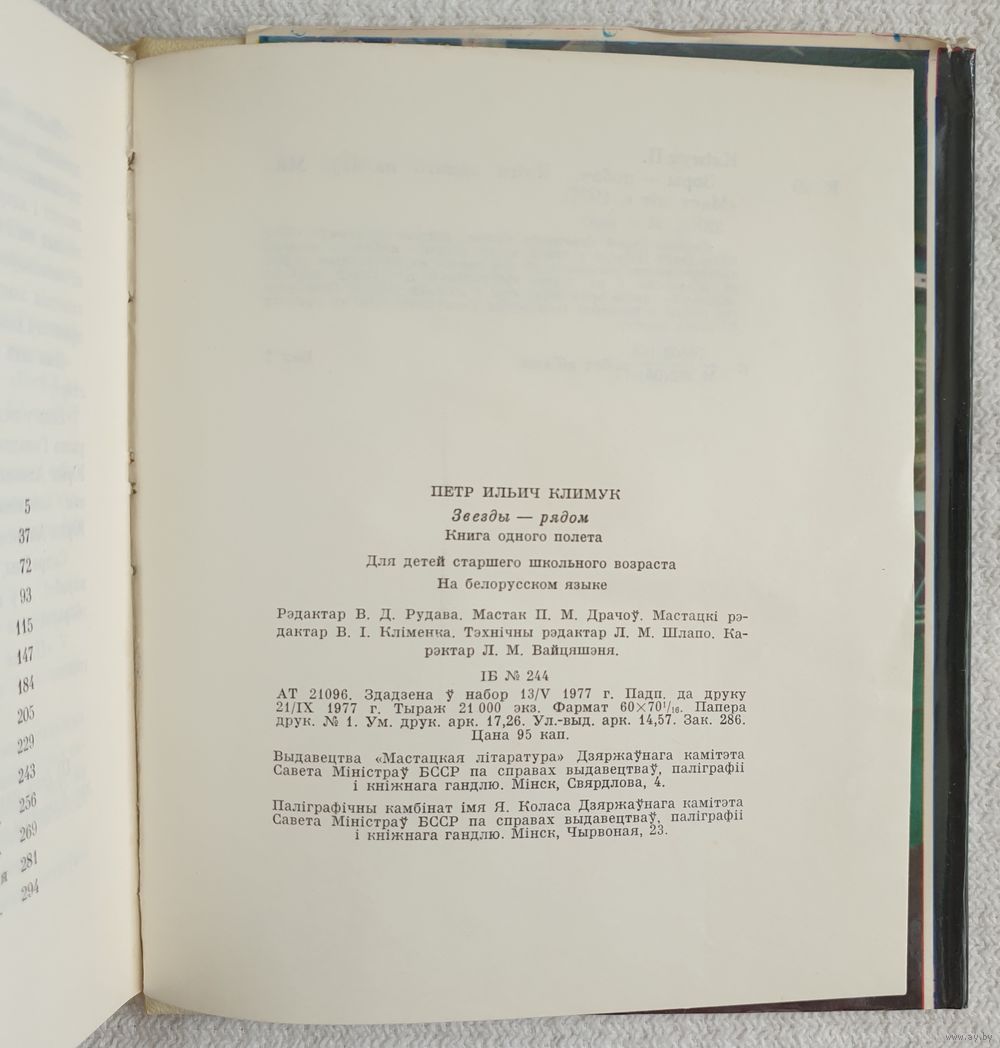 5
37
72
93
115
147
184
205
229
243
256
269
я 281
294
ПЕТР ИЛЬИЧ КЛИМУК
Звезды — рядом
Книга одного полета
Для детей старшего школьного возраста
На белорусском языке
Рэдактар В. Д. Рудава. Мастак П. М. Драчоў. Мастацкі рэ-
дактар В. І. Кліменка. Тэхнічны рэдактар Л. М. Шлапо. Ка-
рэктар Л. М. Вайцяшэня.
ІБ № 244
АТ 21096. Здадзена ў набор 13/V 1977 г. Падп. да друку
21/IX 1977 г. Тыраж 21 000 экз. Фармат 60×70¹/₁₆. Папера
друк. № 1. Ум. друк. арк. 17,26. Ул.-выд. арк. 14,57. Зак. 286.
Цана 95 кап.
Выдавецтва «Мастацкая літаратура» Дзяржаўнага камітэта
Савета Міністраў БССР па справах выдавецтваў, паліграфіі
і кніжнага гандлю. Мінск, Свярдлова, 4.
Паліграфічны камбінат імя Я. Коласа Дзяржаўнага камітэта
Савета Міністраў БССР па справах выдавецтваў, паліграфіі
і кніжнага гандлю. Мінск, Чырвоная, 23.
www.ay.by